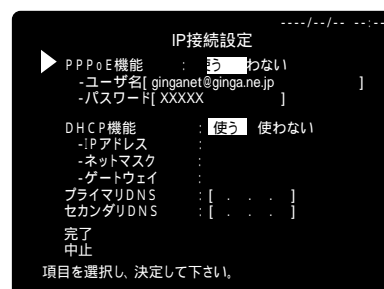 ----/--/-- --:--
IP接続設定
PPPoE機能 : 使う 使わない
-ユーザ名[ ginganet@ginga.ne.jp ]
-パスワード[ XXXXX ]
DHCP機能 : 使う 使わない
-IPアドレス :
-ネットマスク :
-ゲートウェイ :
プライマリDNS : [ . . . ]
セカンダリDNS : [ . . . ]
完了
中止
項目を選択し、決定して下さい。